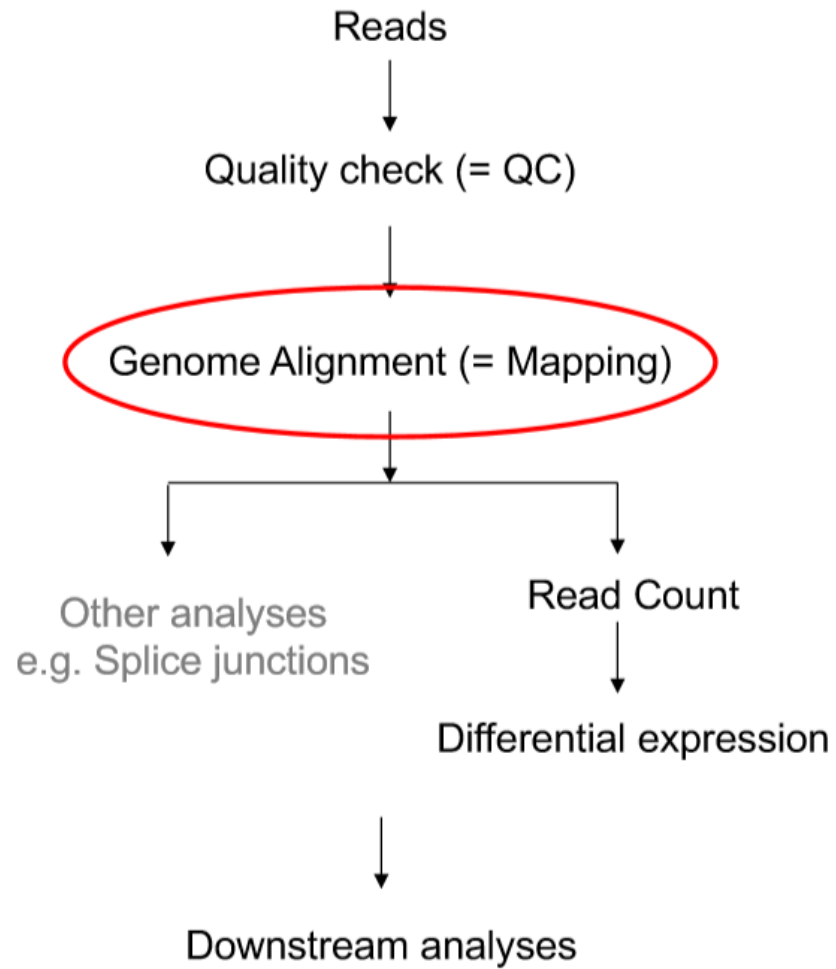 Reads
Quality check (= QC)
Genome Alignment (= Mapping)
Other analyses
e.g. Splice junctions
Read Count
Differential expression
Downstream analyses